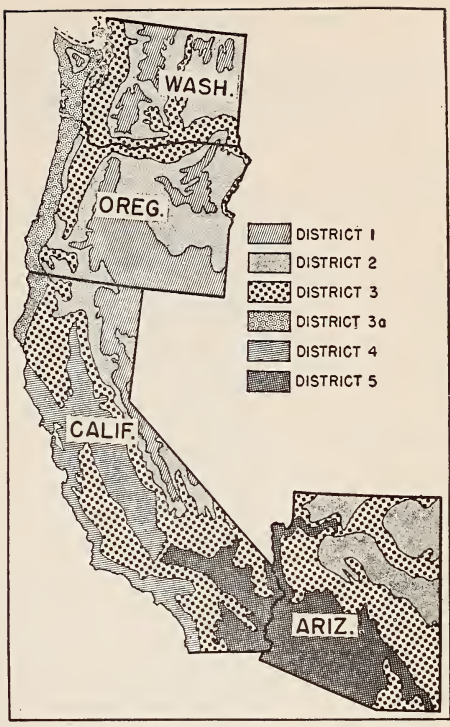 WASH.
OREG.
DISTRICT 1
DISTRICT 2
DISTRICT 3
DISTRICT 3a
DISTRICT 4
DISTRICT 5
CALIF.
ARIZ.